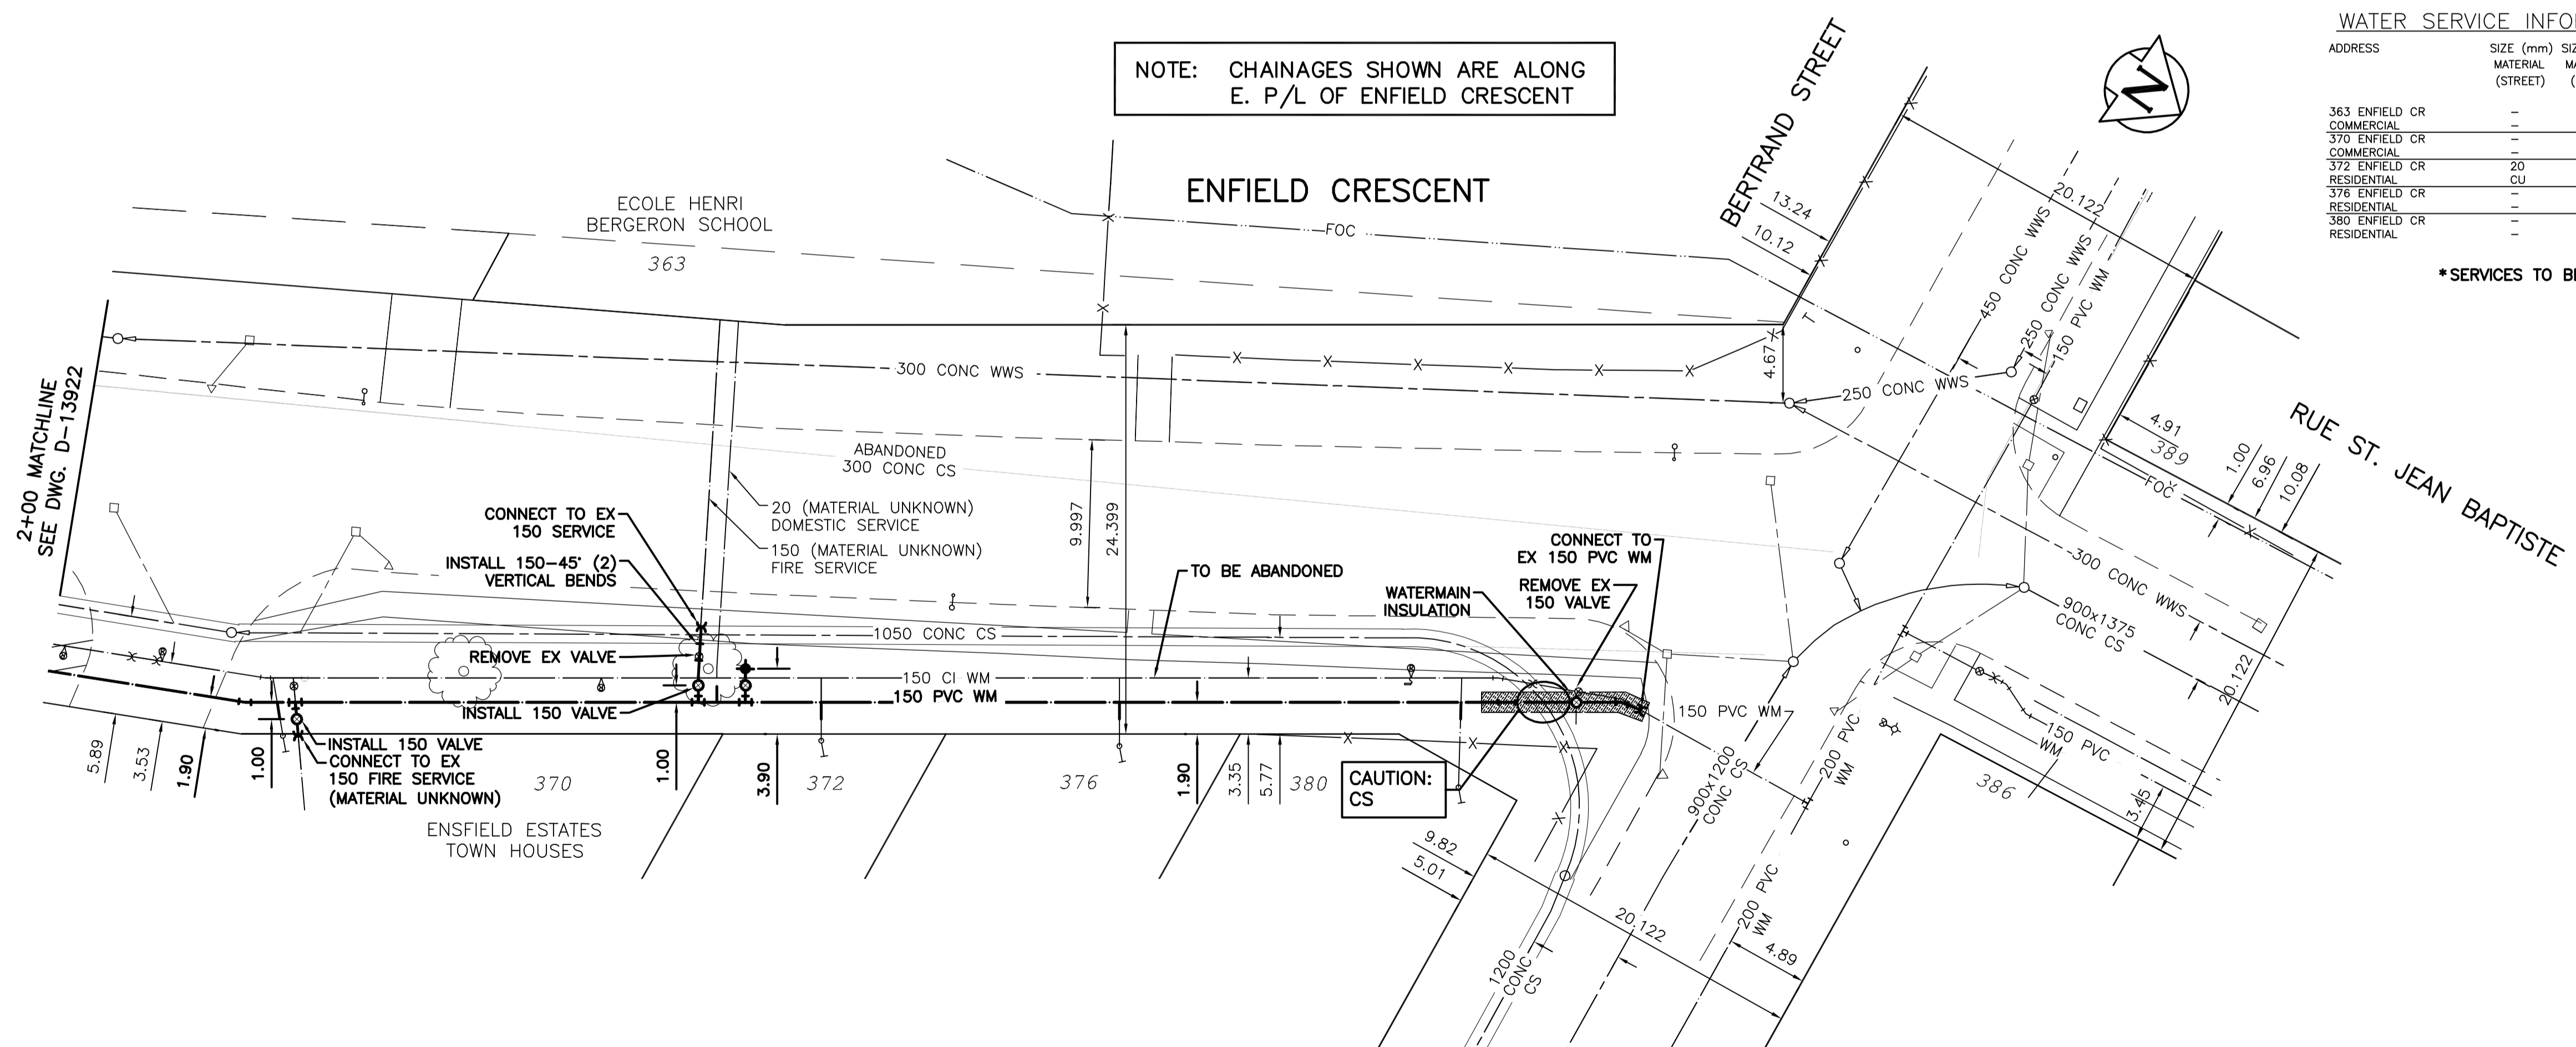 NOTE: CHAINAGES SHOWN ARE ALONG
E. P/L OF ENFIELD CRESCENT
WATER SERVICE INFO
ADDRESS
SIZE (mm)
MATERIAL
(STREET)
363 ENFIELD CR –
COMMERCIAL –
370 ENFIELD CR –
COMMERCIAL –
372 ENFIELD CR 20
RESIDENTIAL CU
376 ENFIELD CR –
RESIDENTIAL –
380 ENFIELD CR –
RESIDENTIAL –
*SERVICES TO
N
ENFIELD CRESCENT
BERTRAND STREET
RUE ST. JEAN BAPTISTE
ECOLE HENRI
BERGERON SCHOOL
363
FOC
13.24
10.12
20.122
450 CONC WWS
250 CONC WWS
150 PVC WM
2+00 MATCHLINE
SEE DWG. D-13922
300 CONC WWS
4.67
T
250 CONC WWS
4.91
389
1.00
6.96
10.08
FOC
ABANDONED
300 CONC CS
20 (MATERIAL UNKNOWN)
DOMESTIC SERVICE
150 (MATERIAL UNKNOWN)
FIRE SERVICE
9.997
24.399
CONNECT TO EX
150 SERVICE
INSTALL 150-45° (2)
VERTICAL BENDS
TO BE ABANDONED
WATERMAIN
INSULATION
CONNECT TO
EX 150 PVC WM
REMOVE EX
150 VALVE
300 CONC WWS
900x1375
CONC CS
20.122
1050 CONC CS
REMOVE EX VALVE
150 CI WM
150 PVC WM
INSTALL 150 VALVE
150 PVC WM
INSTALL 150 VALVE
CONNECT TO EX
150 FIRE SERVICE
(MATERIAL UNKNOWN)
5.89
3.53
1.90
1.00
370
1.00
3.90
372
376
1.90
3.35
5.77
380
CAUTION:
CS
900x1200
CONC CS
200 PVC
WM
150 PVC
WM
386
3.45
ENSFIELD ESTATES
TOWN HOUSES
9.82
5.01
20.122
200 PVC
WM
4.89
1200
CONC
CS